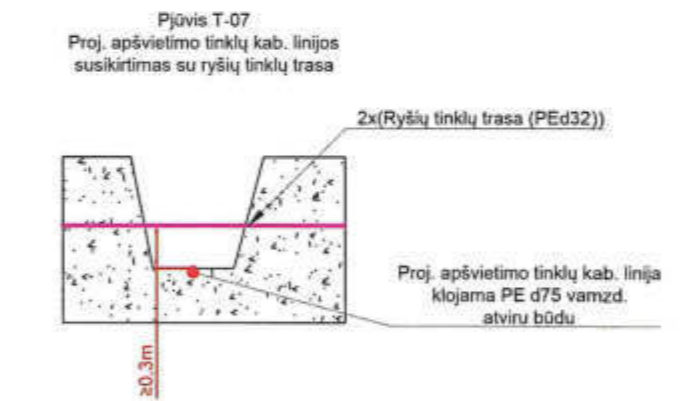 Pjūvis T-07
Proj. apšvietimo tinklų kab. linijos
susikirtimas su ryšių tinklų trasa
2x(Ryšių tinklų trasa (PEd32))
Proj. apšvietimo tinklų kab. linija
klojama PE d75 vamzd.
atviru būdu
≥0,3m